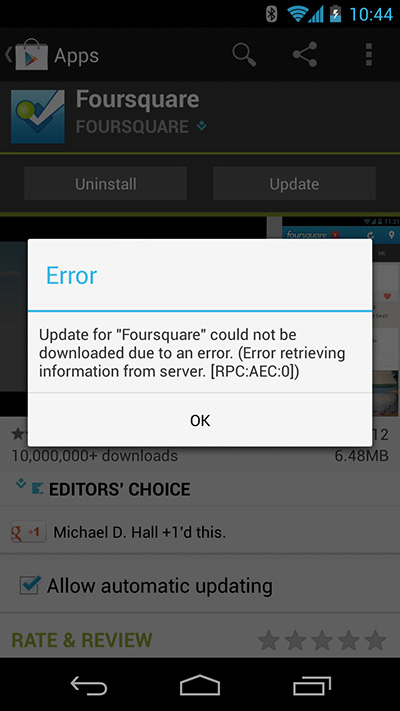 10:44
Apps
Foursquare
FOURSQUARE
Uninstall
Update
foursquare
Error
Update for "Foursquare" could not be
downloaded due to an error. (Error retrieving
information from server. [RPC:AEC:0])
OK
12
10,000,000+ downloads
6.48MB
EDITORS' CHOICE
g +1
Michael D. Hall +1'd this.
Allow automatic updating
RATE & REVIEW